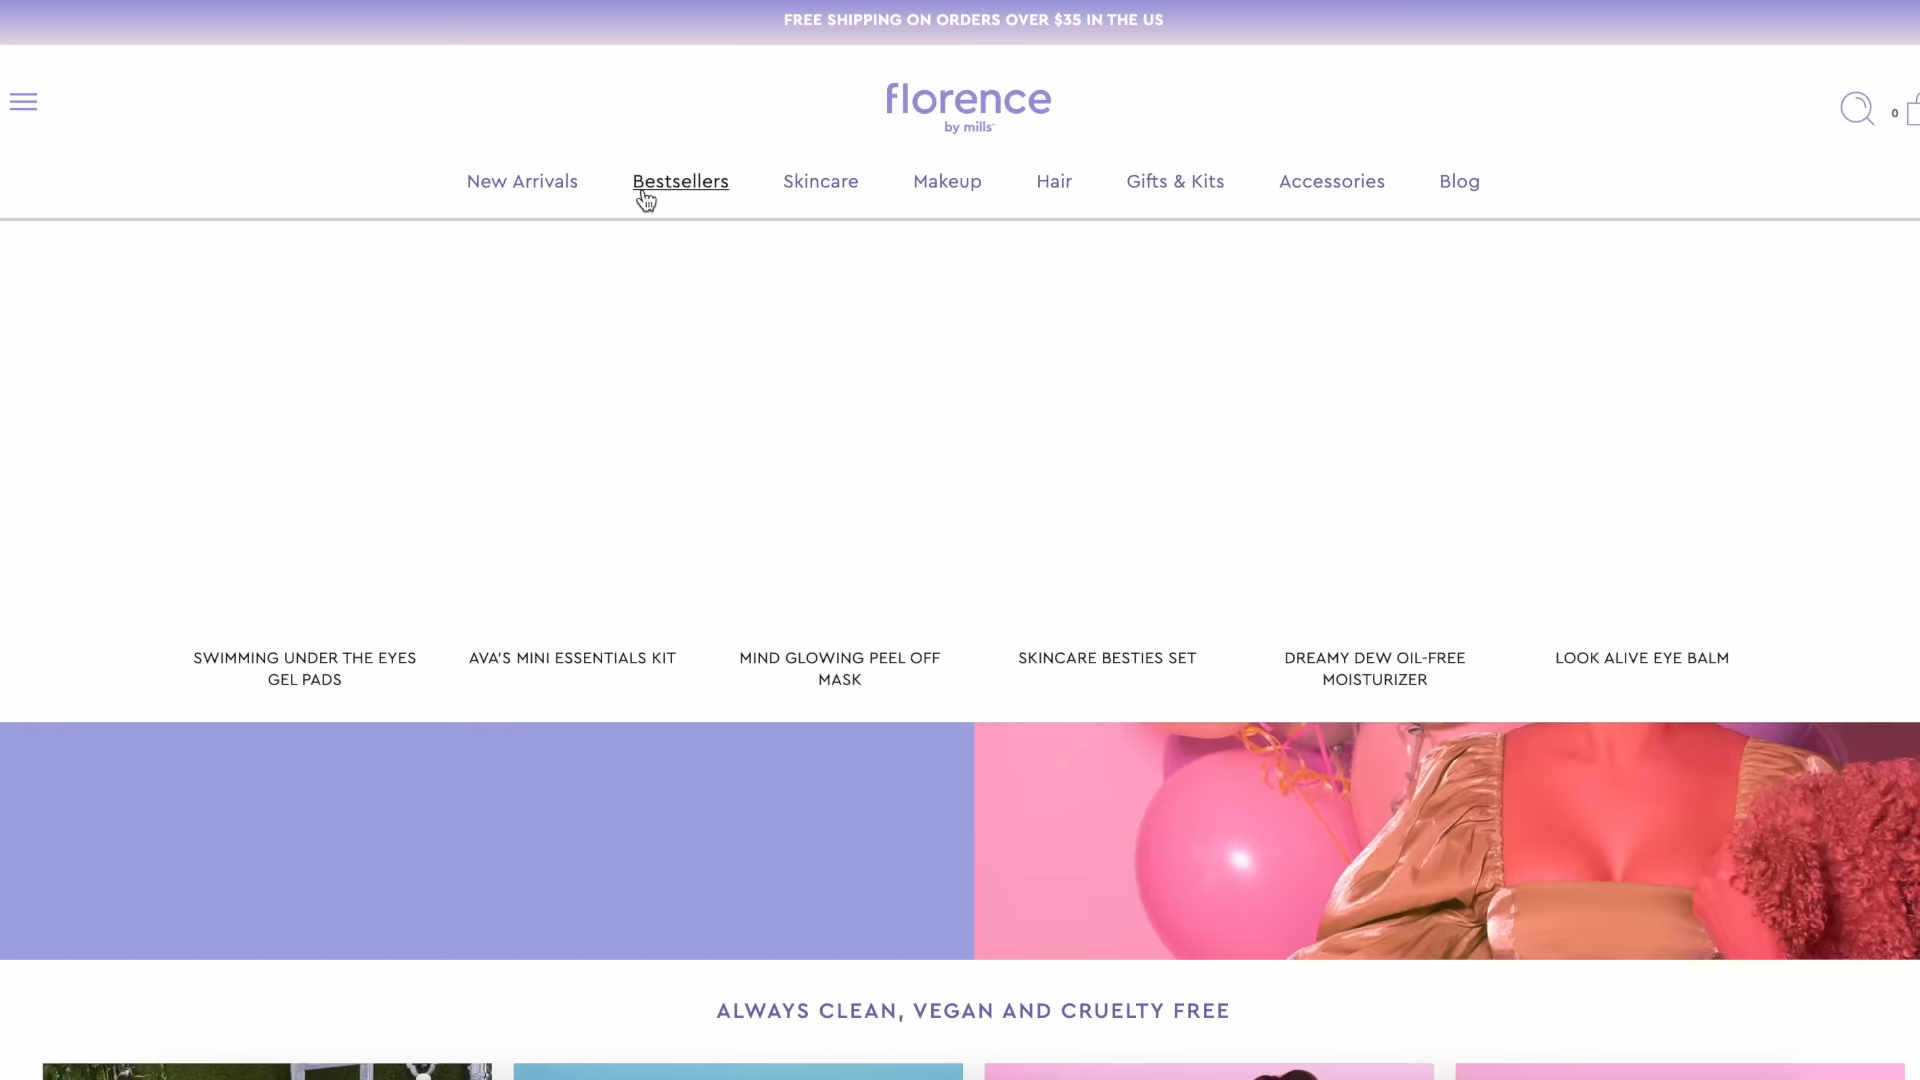 FREE SHIPPING ON ORDERS OVER $35 IN THE US
florence
by mills™
0
New Arrivals Bestsellers Skincare Makeup Hair Gifts & Kits Accessories Blog
SWIMMING UNDER THE EYES GEL PADS
AVA'S MINI ESSENTIALS KIT
MIND GLOWING PEEL OFF MASK
SKINCARE BESTIES SET
DREAMY DEW OIL-FREE MOISTURIZER
LOOK ALIVE EYE BALM
ALWAYS CLEAN, VEGAN AND CRUELTY FREE